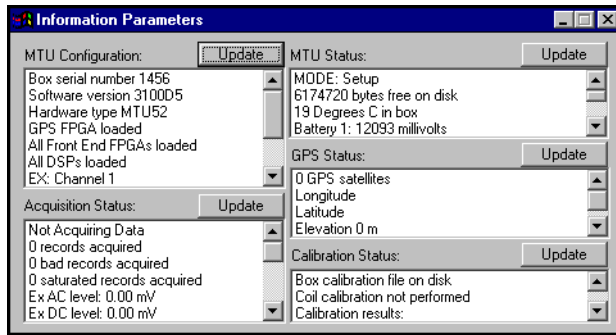 Information Parameters
MTU Configuration:
Update
Box serial number 1456
Software version 3100D5
Hardware type MTU52
GPS FPGA loaded
All Front End FPGAs loaded
All DSPs loaded
EX: Channel 1
Acquisition Status:
Update
Not Acquiring Data
0 records acquired
0 bad records acquired
0 saturated records acquired
Ex AC level: 0.00 mV
Ex DC level: 0.00 mV
MTU Status:
Update
MODE: Setup
6174720 bytes free on disk
19 Degrees C in box
Battery 1: 12093 millivolts
GPS Status:
Update
0 GPS satellites
Longitude
Latitude
Elevation 0 m
Calibration Status:
Update
Box calibration file on disk
Coil calibration not performed
Calibration results: